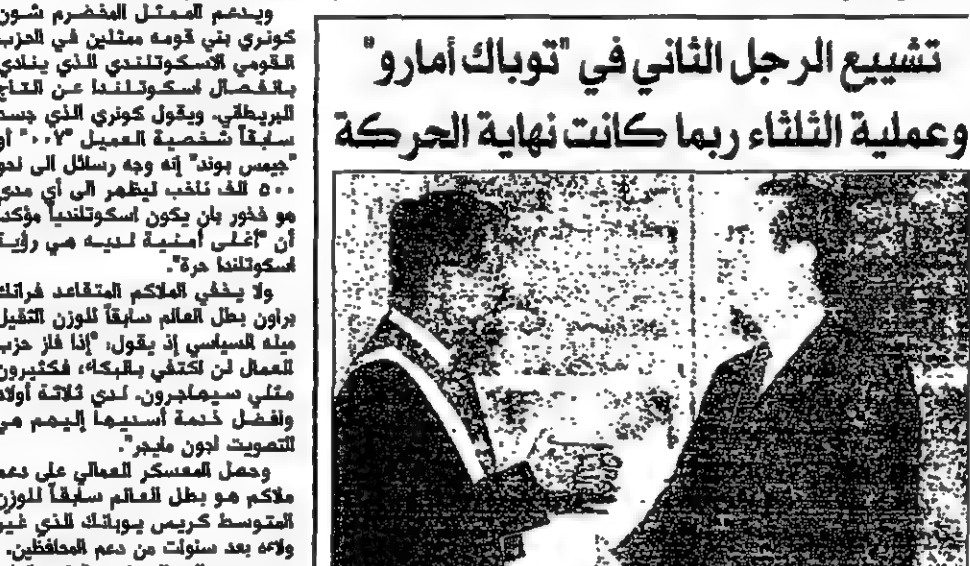 تشييع الرجل الثاني في "توباك أمارو"
وعملية الثلثاء ربما كانت نهاية الحركة
ويدعم الممثل المخضرم شون
كونري بني قومه ممثلين في الحزب
القومي الاسكوتلندي الذي ينادي
بانفصال اسكوتلندا عن التاج
البريطاني. ويقول كونري الذي جسد
سابقاً شخصية العميل "٠٠٧" أو
"جيمس بوند" إنه وجه رسائل الى نحو
٥٠٠ الف ناخب ليظهر الى أي مدى
هو فخور بان يكون اسكوتلندياً مؤكداً
أن "أغلى أمنية لديه هي رؤية
اسكوتلندا حرة".
ولا يخفي الملاكم المتقاعد فرانك
براون بطل العالم سابقاً للوزن الثقيل
ميله السياسي إذ يقول: "إذا فاز حزب
العمال لن اكتفي بالبكاء، فكثيرون
مثلي سيهاجرون. لدي ثلاثة أولاد
وافضل خدمة أسديها إليهم هي
التصويت لجون مايجر".
وحصل المعسكر العمالي على دعم
ملاكم هو بطل العالم سابقاً للوزن
المتوسط كريس يوبانك الذي غير
ولاءه بعد سنوات من دعم المحافظين.